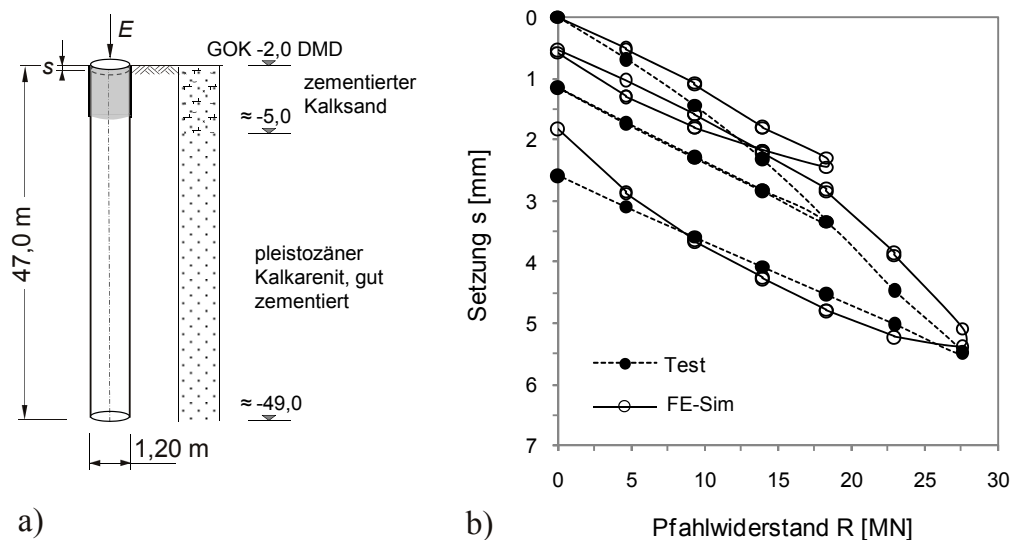 E
s
GOK -2,0 DMD
zementierter
Kalksand
≈ -5,0
47,0 m
pleistozäner
Kalkarenit, gut
zementiert
≈ -49,0
1,20 m
a)
0
1
2
3
4
5
6
7
Setzung s [mm]
Test
FE-Sim
0 5 10 15 20 25 30
Pfahlwiderstand R [MN]
b)